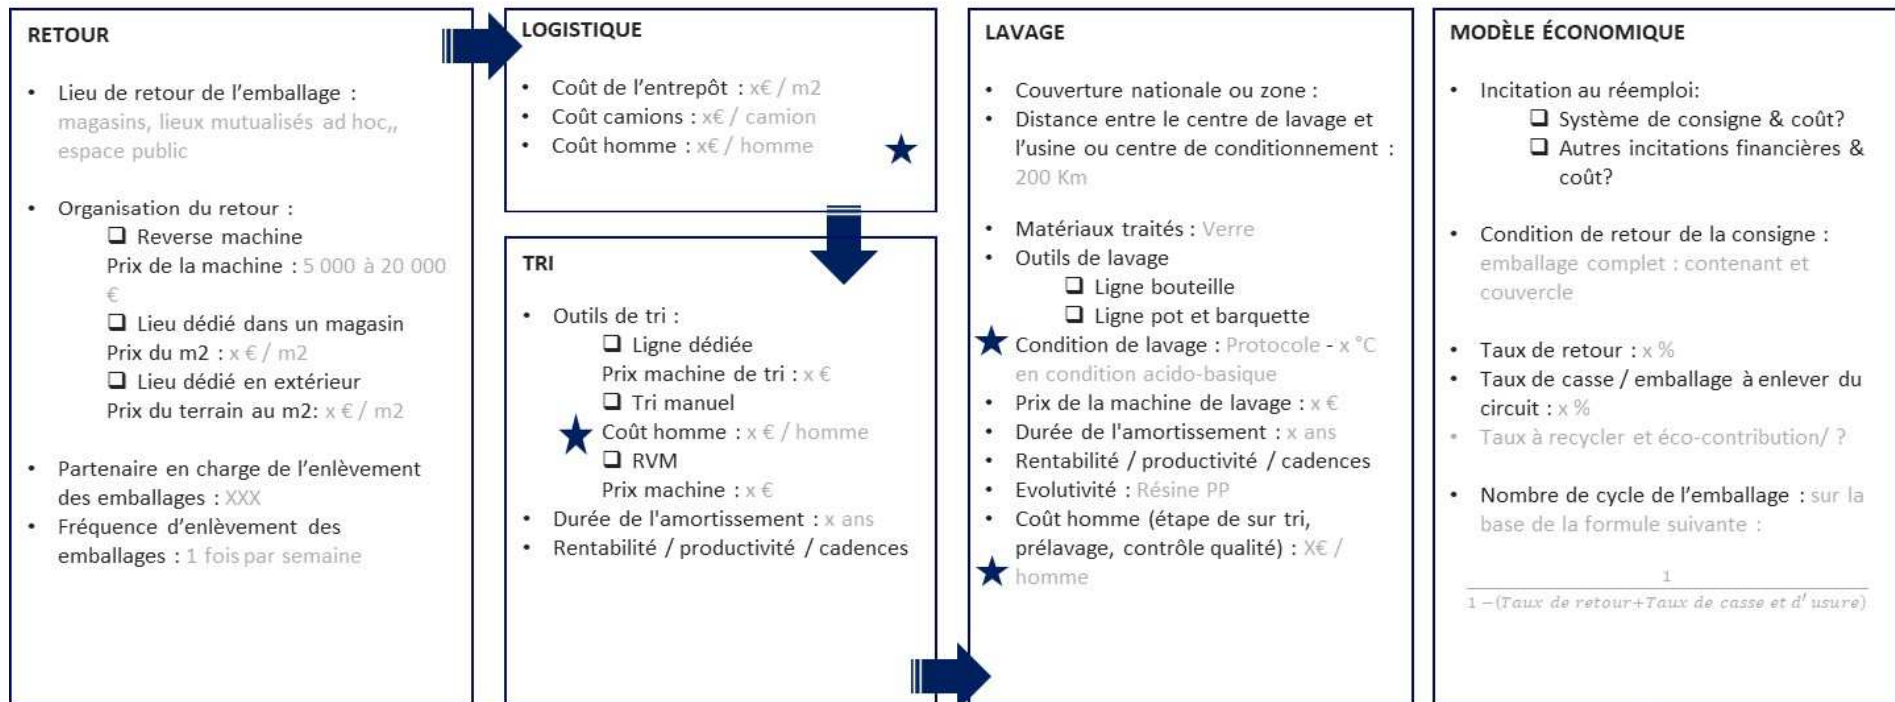 RETOUR
• Lieu de retour de l'emballage :
magasins, lieux mutualisés ad hoc,,
espace public
• Organisation du retour :
❑ Reverse machine
Prix de la machine : 5 000 à 20 000
€
❑ Lieu dédié dans un magasin
Prix du m2 : x € / m2
❑ Lieu dédié en extérieur
Prix du terrain au m2: x € / m2
• Partenaire en charge de l'enlèvement
des emballages : XXX
• Fréquence d'enlèvement des
emballages : 1 fois par semaine
LOGISTIQUE
• Coût de l'entrepôt : x€ / m2
• Coût camions : x€ / camion
• Coût homme : x€ / homme
TRI
• Outils de tri :
❑ Ligne dédiée
Prix machine de tri : x €
❑ Tri manuel
Coût homme : x € / homme
❑ RVM
Prix machine : x €
• Durée de l'amortissement : x ans
• Rentabilité / productivité / cadences
LAVAGE
• Couverture nationale ou zone :
• Distance entre le centre de lavage et
l'usine ou centre de conditionnement :
200 Km
• Matériaux traités : Verre
• Outils de lavage
❑ Ligne bouteille
❑ Ligne pot et barquette
Condition de lavage : Protocole - x °C
en condition acido-basique
• Prix de la machine de lavage : x €
• Durée de l'amortissement : x ans
• Rentabilité / productivité / cadences
• Evolutivité : Résine PP
• Coût homme (étape de sur tri,
prélavage, contrôle qualité) : X€ /
homme
MODÈLE ÉCONOMIQUE
• Incitation au réemploi:
❑ Système de consigne & coût?
❑ Autres incitations financières &
coût?
• Condition de retour de la consigne :
emballage complet : contenant et
couvercle
• Taux de retour : x %
• Taux de casse / emballage à enlever du
circuit : x %
• Taux à recycler et éco-contribution/ ?
• Nombre de cycle de l'emballage : sur la
base de la formule suivante :
1
1 −(Taux de retour+Taux de casse et d' usure)